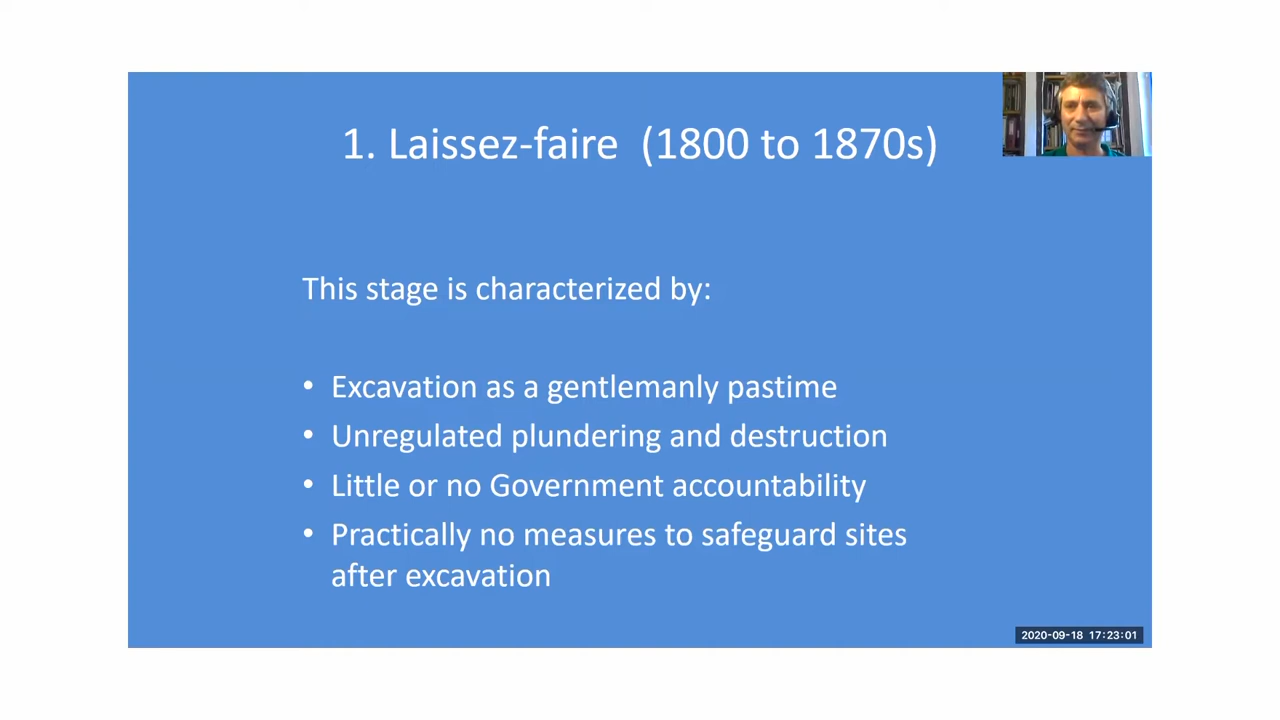 1. Laissez-faire (1800 to 1870s)
This stage is characterized by:
• Excavation as a gentlemanly pastime
• Unregulated plundering and destruction
• Little or no Government accountability
• Practically no measures to safeguard sites
after excavation
2020-09-18 17:23:01